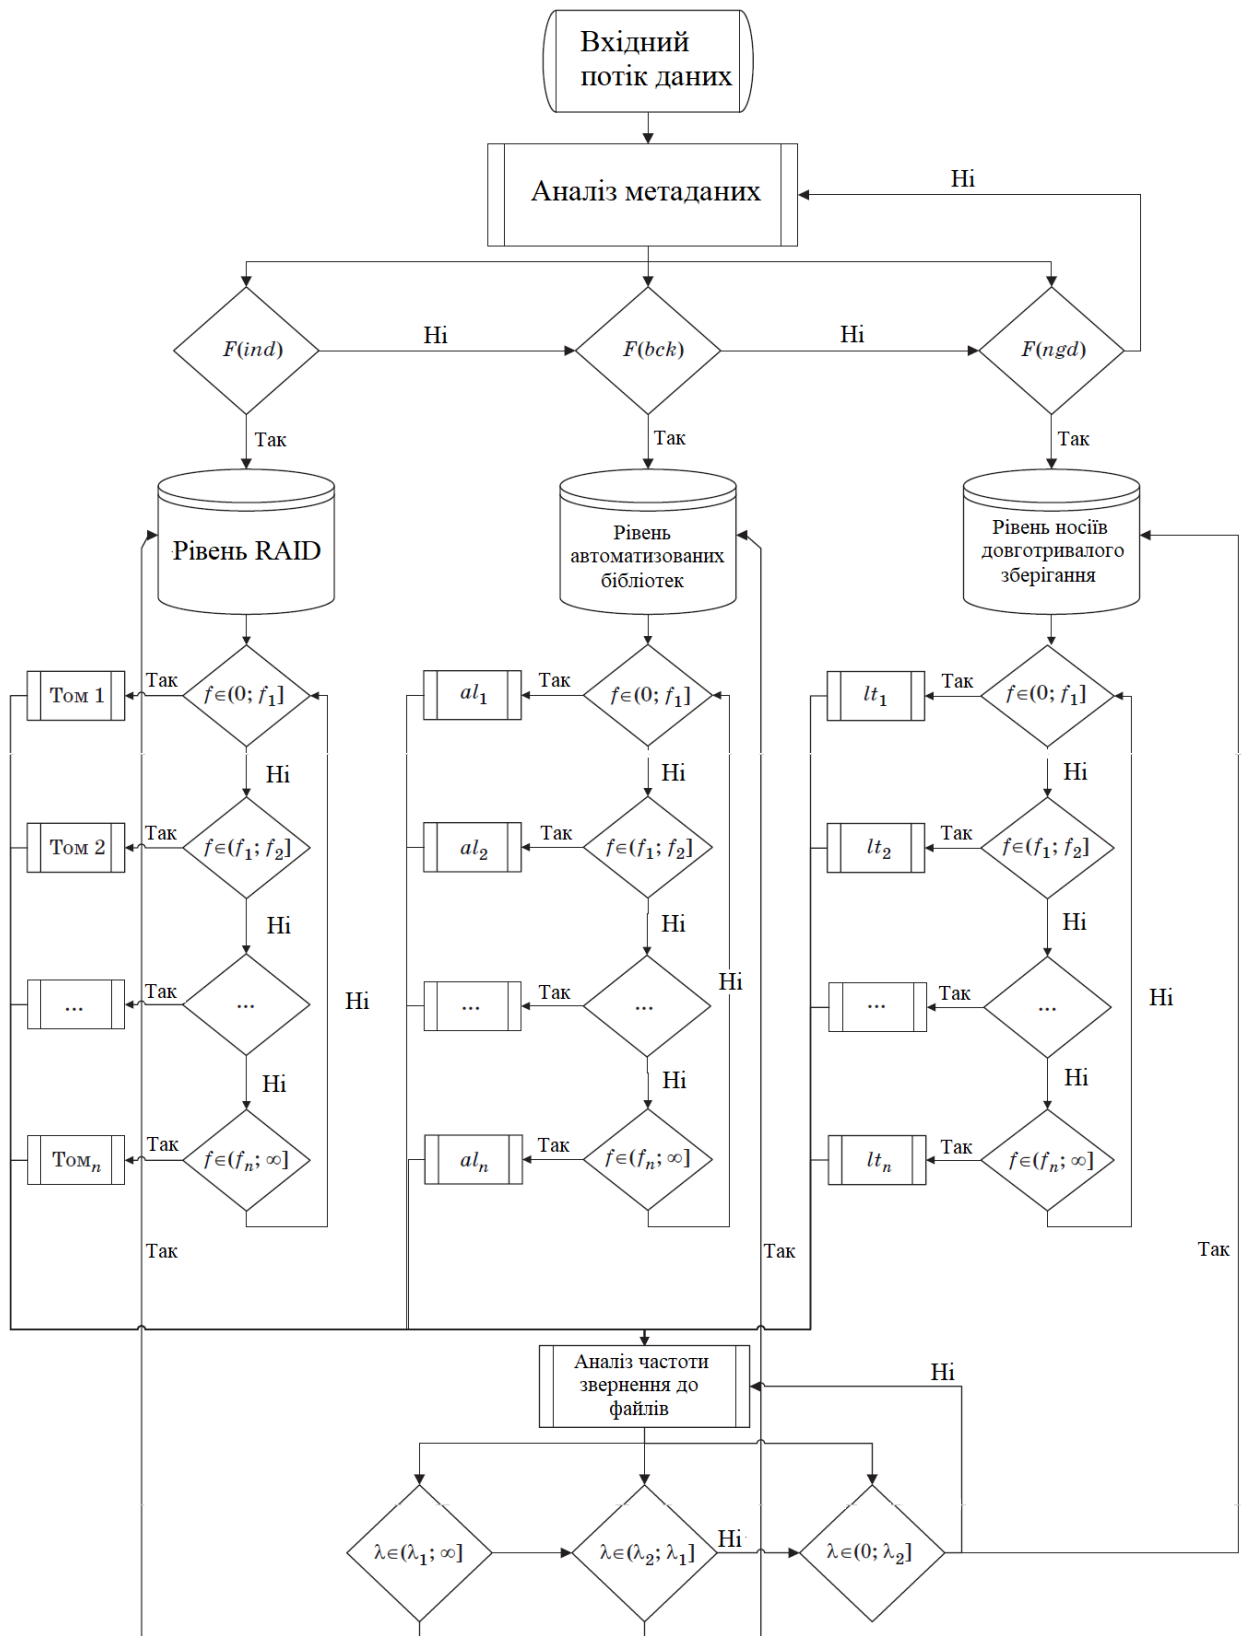 Вхідний
потік даних
Аналіз метаданих
Ні
F(ind)
Ні
F(bck)
Ні
F(ngd)
Так
Так
Так
Рівень RAID
Рівень
автоматизованих
бібліотек
Рівень носіїв
довготривалого
зберігання
Том 1
Так
f∈(0; f₁]
al₁
Так
f∈(0; f₁]
lt₁
Так
f∈(0; f₁]
Ні
Ні
Ні
Том 2
Так
f∈(f₁; f₂]
al₂
Так
f∈(f₁; f₂]
lt₂
Так
f∈(f₁; f₂]
Ні
Ні
Ні
...
Так
...
Ні
...
Так
...
Ні
...
Так
...
Ні
Ні
Ні
Ні
Томₙ
Так
f∈(fₙ; ∞]
alₙ
Так
f∈(fₙ; ∞]
ltₙ
Так
f∈(fₙ; ∞]
Так
Так
Так
Аналіз частоти
звернення до
файлів
Ні
λ∈(λ₁; ∞]
λ∈(λ₂; λ₁]
Ні
λ∈(0; λ₂]